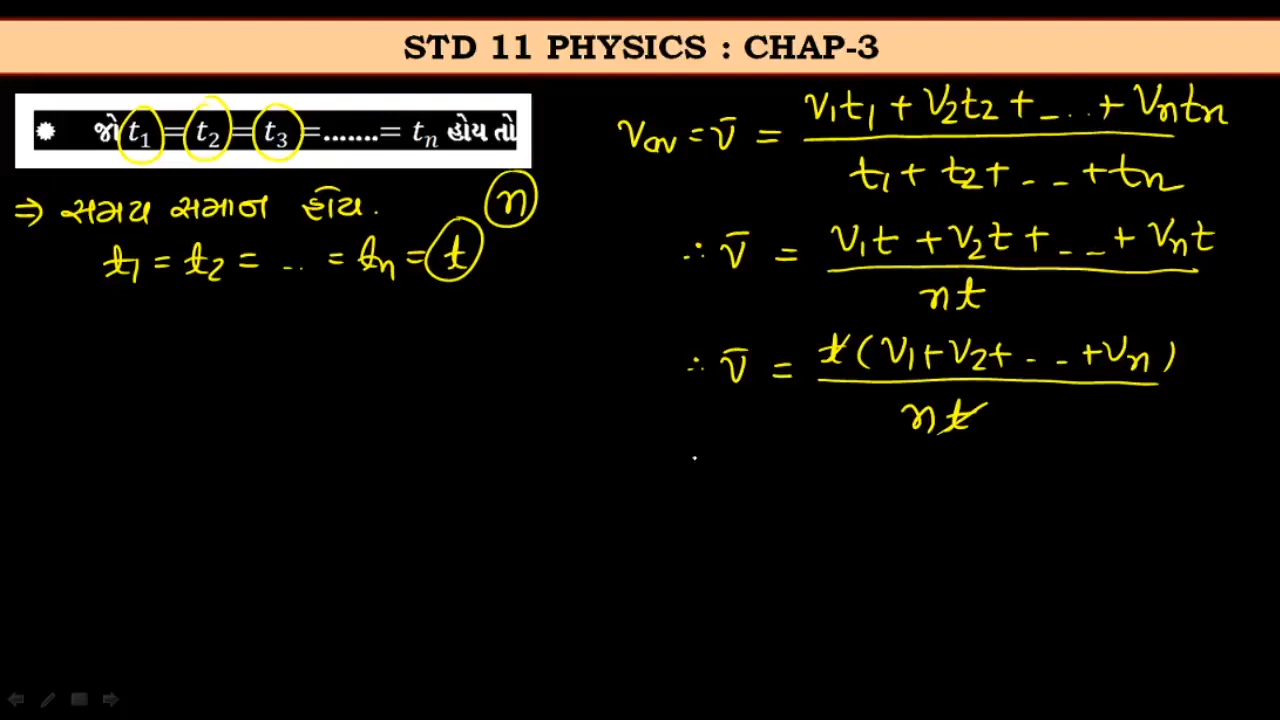 STD 11 PHYSICS : CHAP-3
✸ જો t₁ = t₂ = t₃ = ....... = tₙ હોય તો
⇒ સમય સમાન હોય. n
t₁ = t₂ = ... = tₙ = t
v_av = v̄ = (v₁t₁ + v₂t₂ + ..... + vₙtₙ) / (t₁ + t₂ + .... + tₙ)
∴ v̄ = (v₁t + v₂t + .... + vₙt) / nt
∴ v̄ = t(v₁ + v₂ + .... + vₙ) / nt